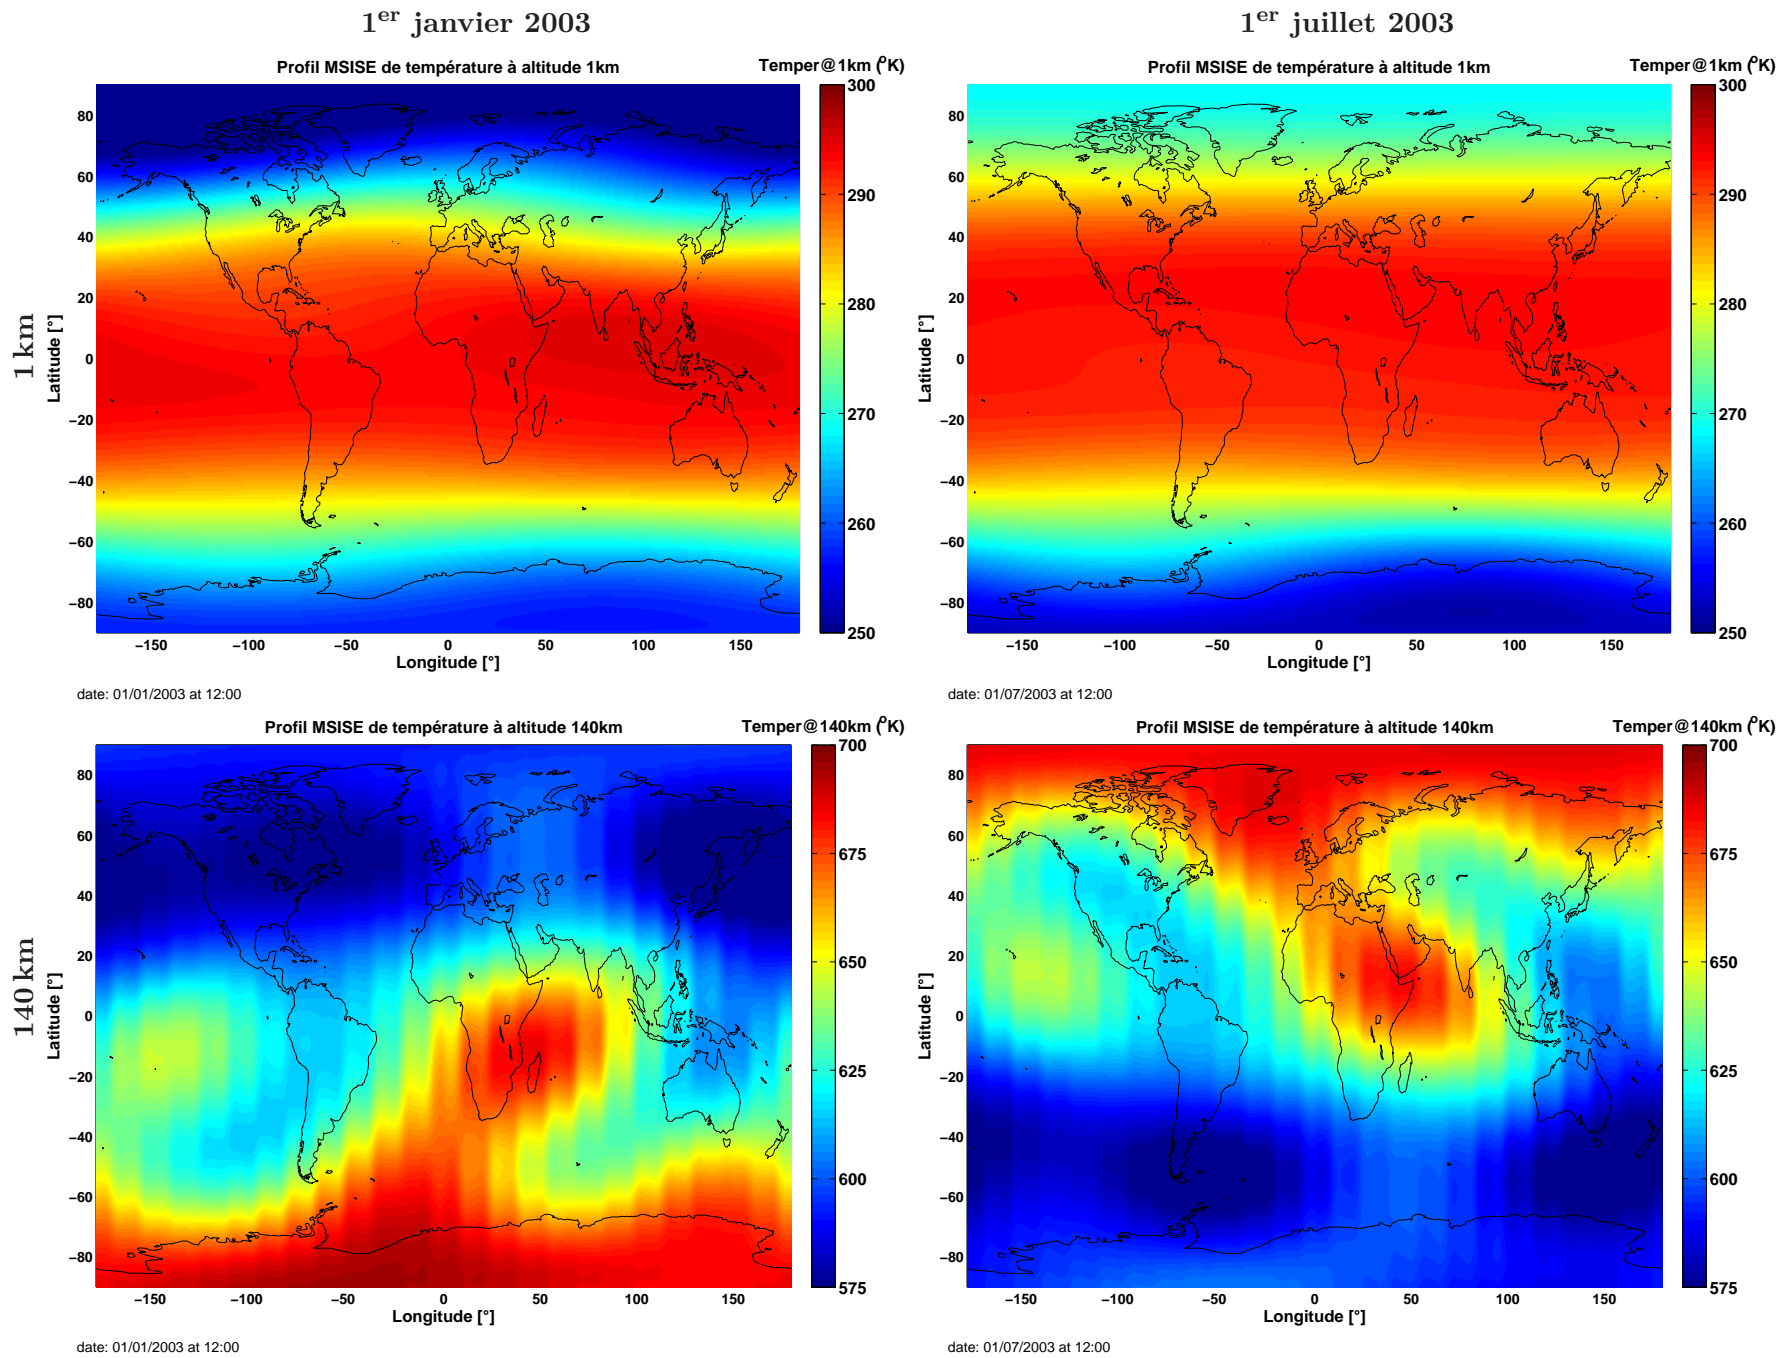 1er janvier 2003
1er juillet 2003
1 km
Profil MSISE de température à altitude 1km
Temper@1km (oK)
Latitude [°]
80
60
40
20
0
−20
−40
−60
−80
−150 −100 −50 0 50 100 150
Longitude [°]
300
290
280
270
260
250
date: 01/01/2003 at 12:00
Profil MSISE de température à altitude 1km
Temper@1km (oK)
Latitude [°]
80
60
40
20
0
−20
−40
−60
−80
−150 −100 −50 0 50 100 150
Longitude [°]
300
290
280
270
260
250
date: 01/07/2003 at 12:00
140 km
Profil MSISE de température à altitude 140km
Temper@140km (oK)
Latitude [°]
80
60
40
20
0
−20
−40
−60
−80
−150 −100 −50 0 50 100 150
Longitude [°]
700
675
650
625
600
575
date: 01/01/2003 at 12:00
Profil MSISE de température à altitude 140km
Temper@140km (oK)
Latitude [°]
80
60
40
20
0
−20
−40
−60
−80
−150 −100 −50 0 50 100 150
Longitude [°]
700
675
650
625
600
575
date: 01/07/2003 at 12:00